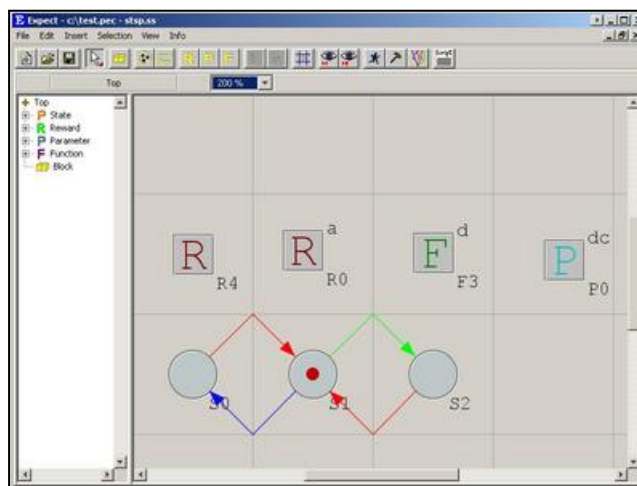 Expect - c:\test.pec - stsp.ss
File Edit Insert Selection View Info
Script
Top
200 %
Top
P State
R Reward
P Parameter
F Function
Block
a
d
dc
R
R
F
P
R4
R0
F3
P0
S0
S1
S2